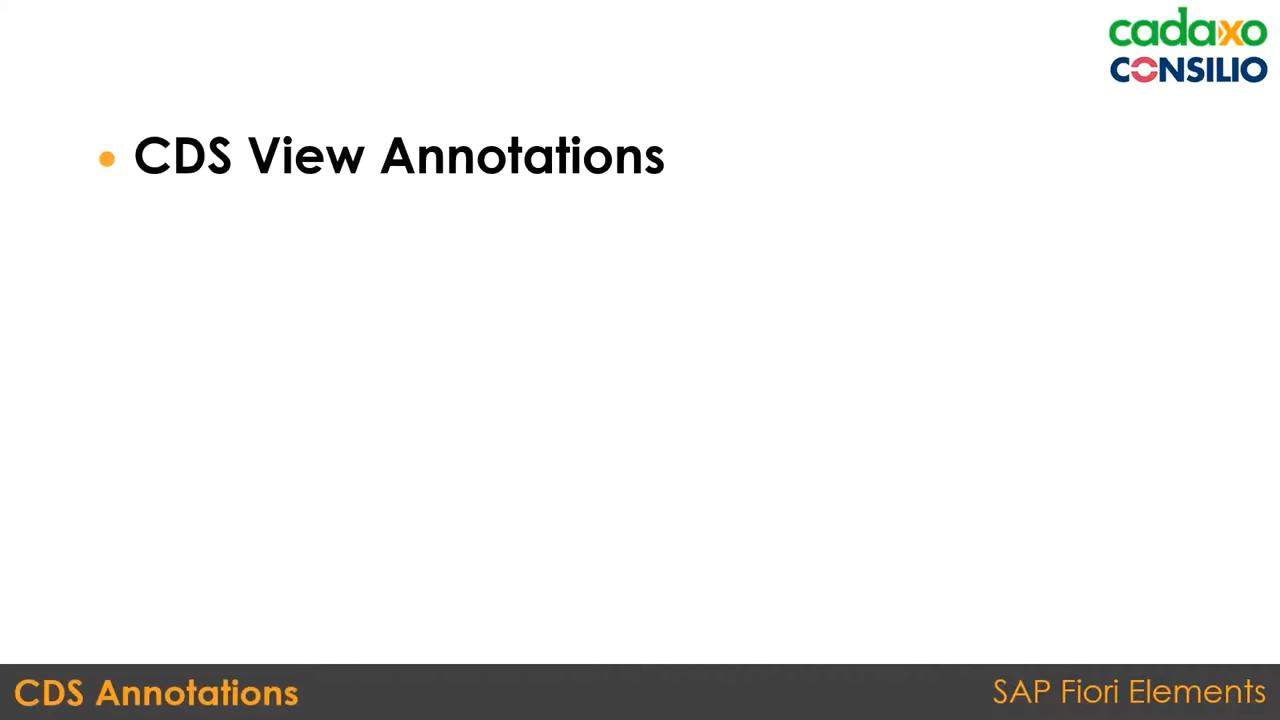 cadaxo
CONSILIO
• CDS View Annotations
CDS Annotations
SAP Fiori Elements